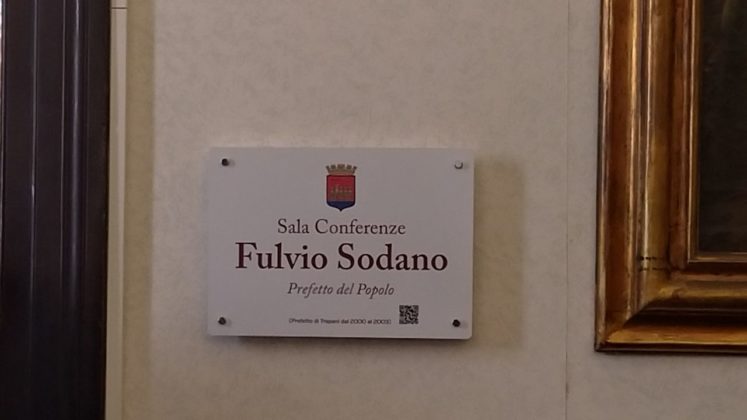 Sala Conferenze
Fulvio Sodano
Prefetto del Popolo
(Prefetto di Trapani dal 2000 al 2003)